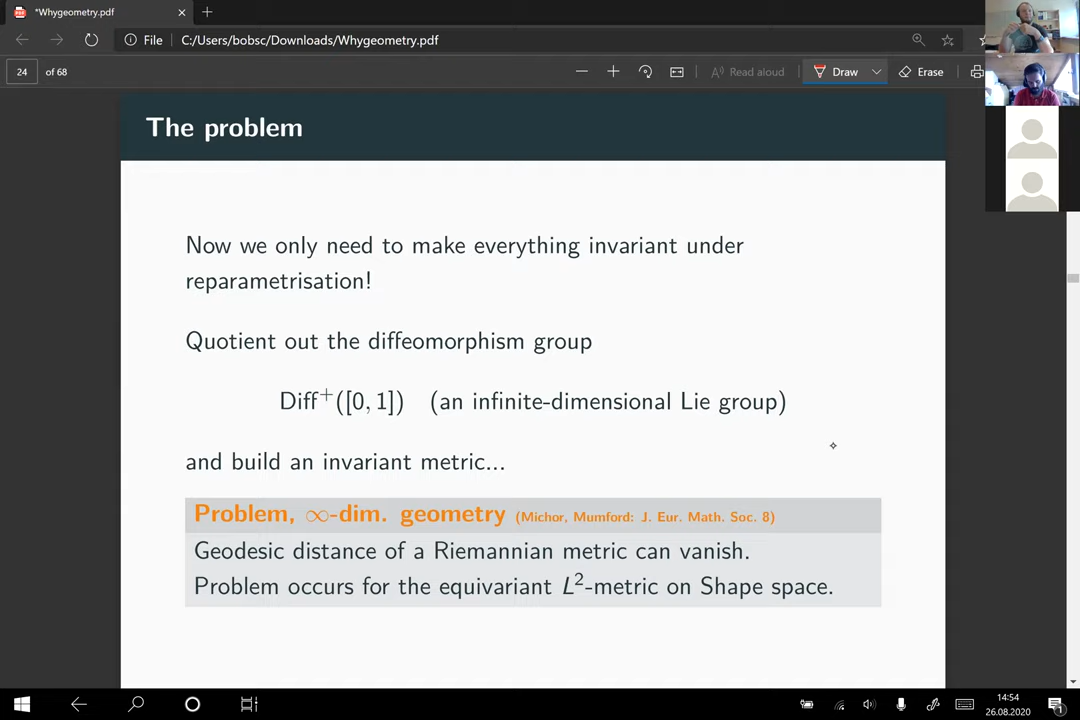 *Whygeometry.pdf
File C:/Users/bobsc/Downloads/Whygeometry.pdf
24 of 68
Read aloud Draw Erase
The problem
Now we only need to make everything invariant under
reparametrisation!
Quotient out the diffeomorphism group
Diff⁺([0, 1]) (an infinite-dimensional Lie group)
and build an invariant metric...
Problem, ∞-dim. geometry (Michor, Mumford: J. Eur. Math. Soc. 8)
Geodesic distance of a Riemannian metric can vanish.
Problem occurs for the equivariant L²-metric on Shape space.
14:54
26.08.2020